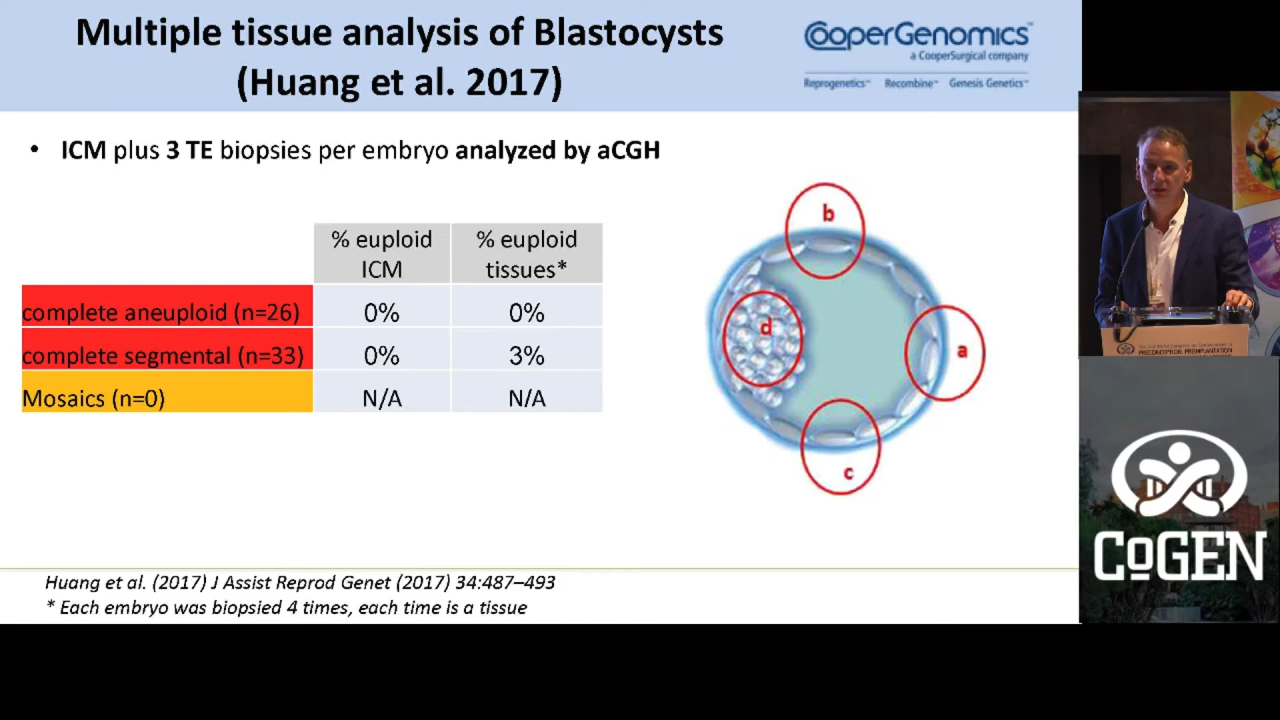 Multiple tissue analysis of Blastocysts
(Huang et al. 2017)
CooperGenomics™
a CooperSurgical company
Reprogenetics™ Recombine™ Genesis Genetics™
• ICM plus 3 TE biopsies per embryo analyzed by aCGH
% euploid ICM
% euploid tissues*
complete aneuploid (n=26) 0% 0%
complete segmental (n=33) 0% 3%
Mosaics (n=0) N/A N/A
b
d
a
c
Huang et al. (2017) J Assist Reprod Genet (2017) 34:487–493
* Each embryo was biopsied 4 times, each time is a tissue
PRECONCEPTION, PREIMPLANTATION
CoGEN